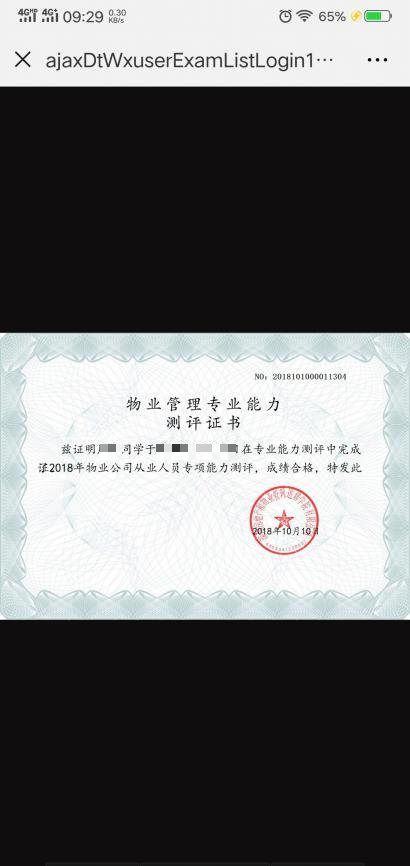 4G HD 4G+ 09:29 0.30 KB/s 65%
ajaxDtWxuserExamListLogin1···
NO：2018101000011304
物业管理专业能力
测评证书
兹证明 同学于 在专业能力测评中完成
2018年物业公司从业人员专项能力测评，成绩合格，特发此
证
2018年10月10日